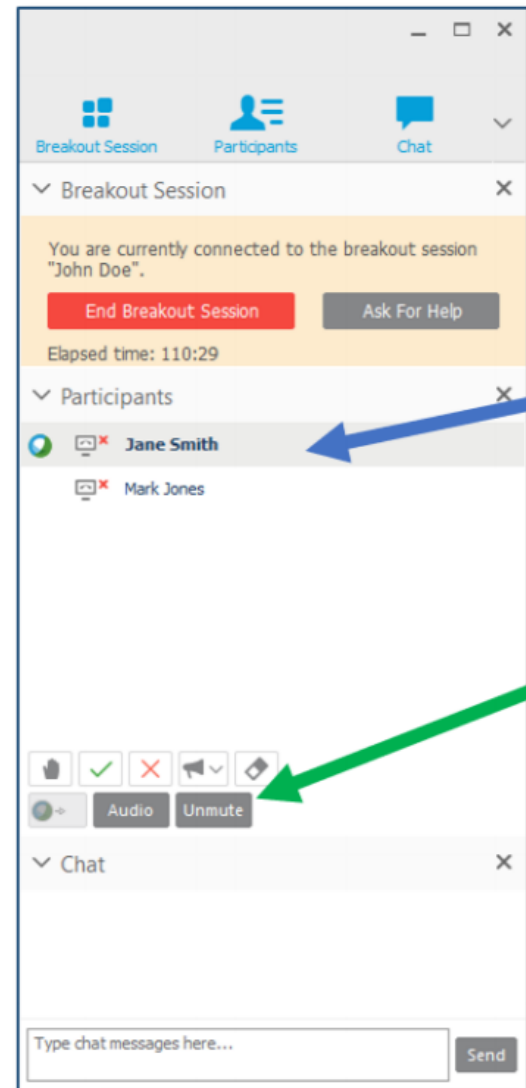 Breakout Session Participants Chat
Breakout Session
You are currently connected to the breakout session
"John Doe".
End Breakout Session Ask For Help
Elapsed time: 110:29
Participants
Jane Smith
Mark Jones
Audio Unmute
Chat
Type chat messages here...
Send